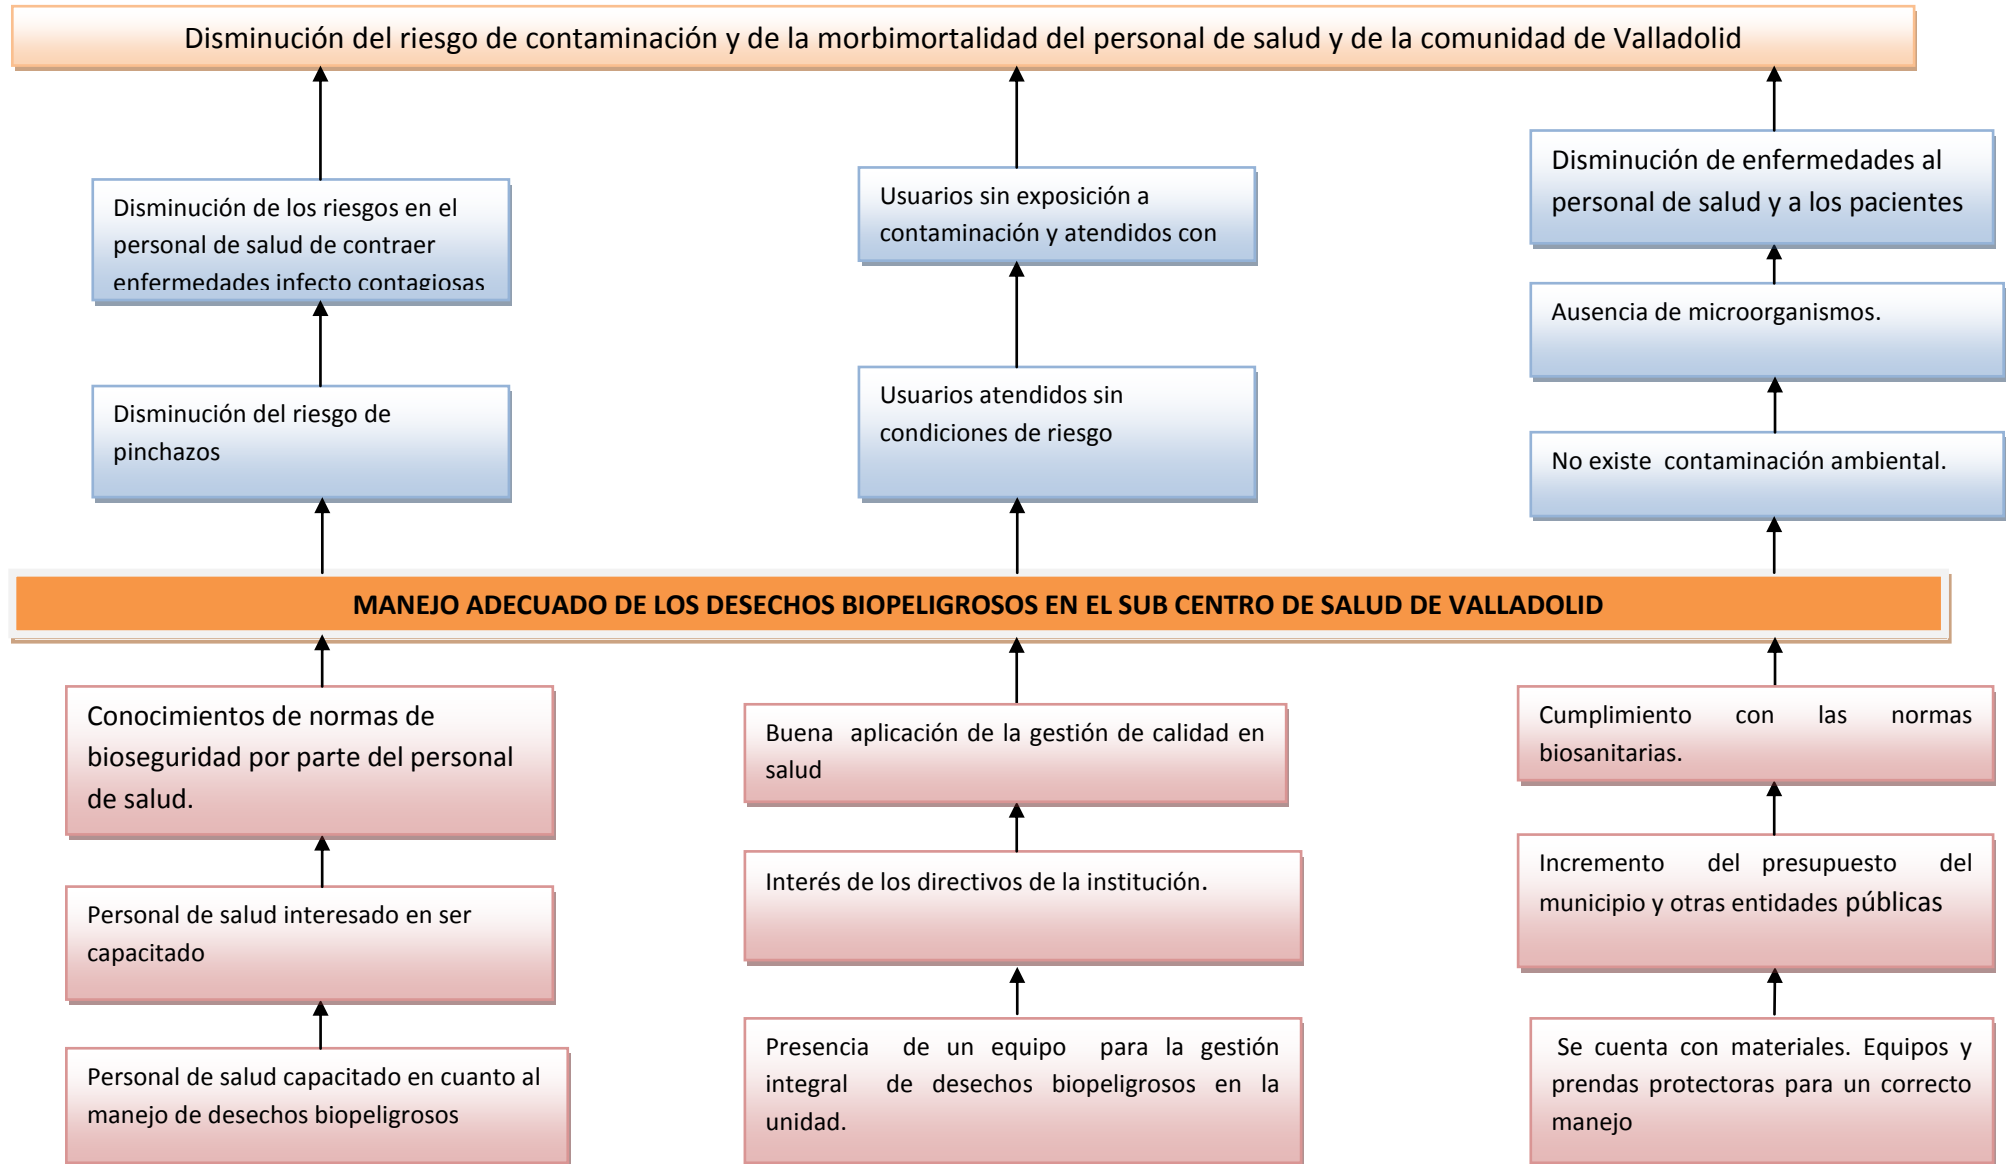 Disminución del riesgo de contaminación y de la morbimortalidad del personal de salud y de la comunidad de Valladolid
Disminución de los riesgos en el
personal de salud de contraer
enfermedades infecto contagiosas
Usuarios sin exposición a
contaminación y atendidos con
Disminución de enfermedades al
personal de salud y a los pacientes
Ausencia de microorganismos.
Disminución del riesgo de
pinchazos
Usuarios atendidos sin
condiciones de riesgo
No existe contaminación ambiental.
MANEJO ADECUADO DE LOS DESECHOS BIOPELIGROSOS EN EL SUB CENTRO DE SALUD DE VALLADOLID
Conocimientos de normas de
bioseguridad por parte del personal
de salud.
Buena aplicación de la gestión de calidad en
salud
Cumplimiento con las normas
biosanitarias.
Personal de salud interesado en ser
capacitado
Interés de los directivos de la institución.
Incremento del presupuesto del
municipio y otras entidades públicas
Personal de salud capacitado en cuanto al
manejo de desechos biopeligrosos
Presencia de un equipo para la gestión
integral de desechos biopeligrosos en la
unidad.
Se cuenta con materiales. Equipos y
prendas protectoras para un correcto
manejo